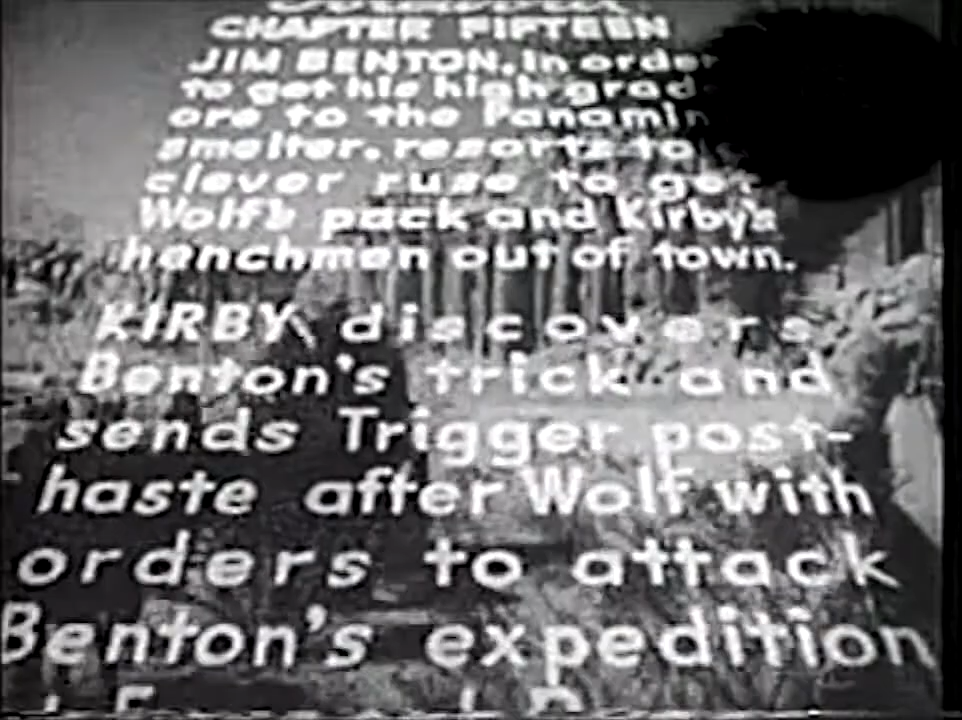 CHAPTER FIFTEEN
JIM BENTON, in order
to get his high grad
ore to the Panamin
smelter, resorts to
clever ruse to get
Wolf's pack and Kirby's
henchmen out of town.
KIRBY discovers
Benton's trick and
sends Trigger post-
haste after Wolf with
orders to attack
Benton's expedition